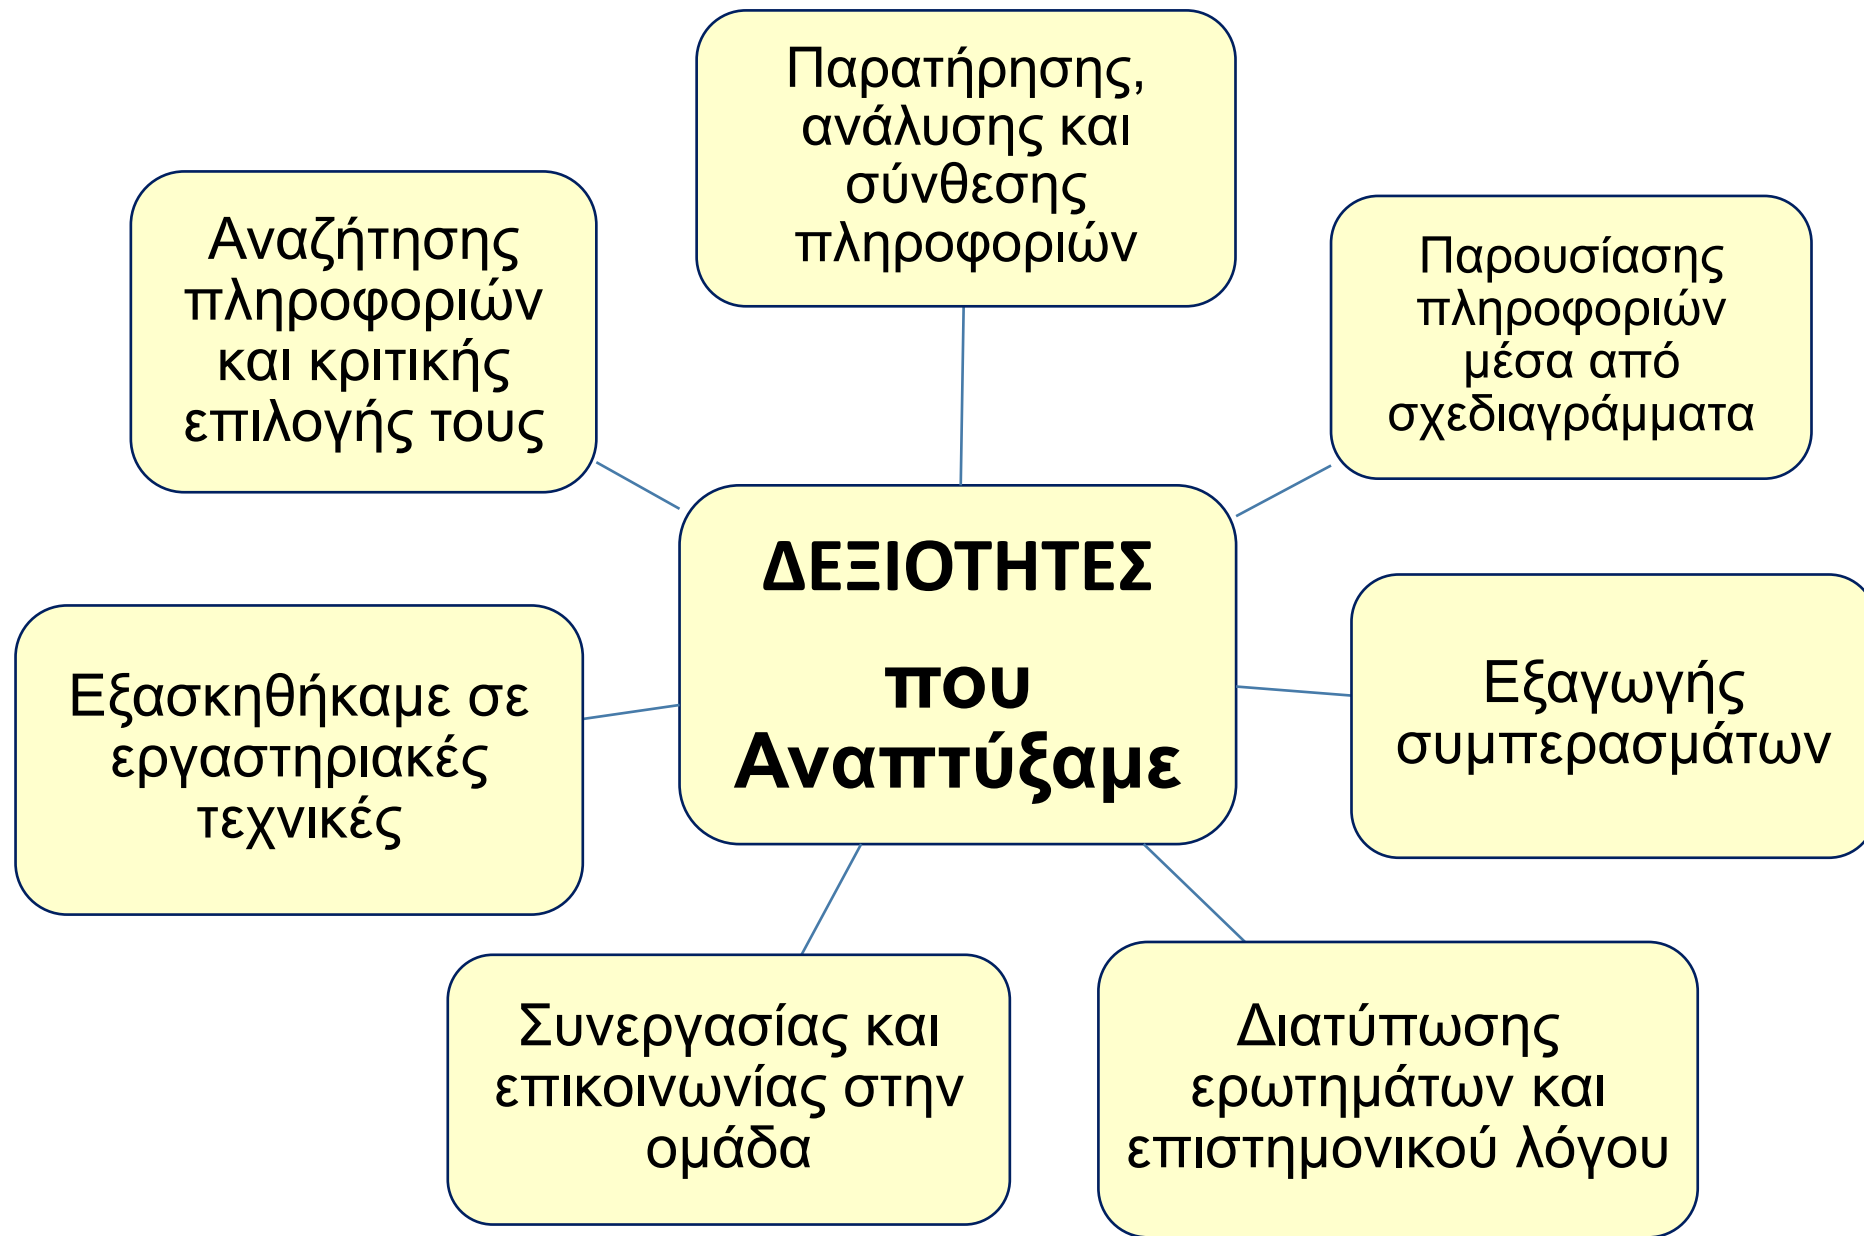 Παρατήρησης,
ανάλυσης και
σύνθεσης
πληροφοριών
Αναζήτησης
πληροφοριών
και κριτικής
επιλογής τους
Παρουσίασης
πληροφοριών
μέσα από
σχεδιαγράμματα
ΔΕΞΙΟΤΗΤΕΣ
που
Αναπτύξαμε
Εξασκηθήκαμε σε
εργαστηριακές
τεχνικές
Εξαγωγής
συμπερασμάτων
Συνεργασίας και
επικοινωνίας στην
ομάδα
Διατύπωσης
ερωτημάτων και
επιστημονικού λόγου